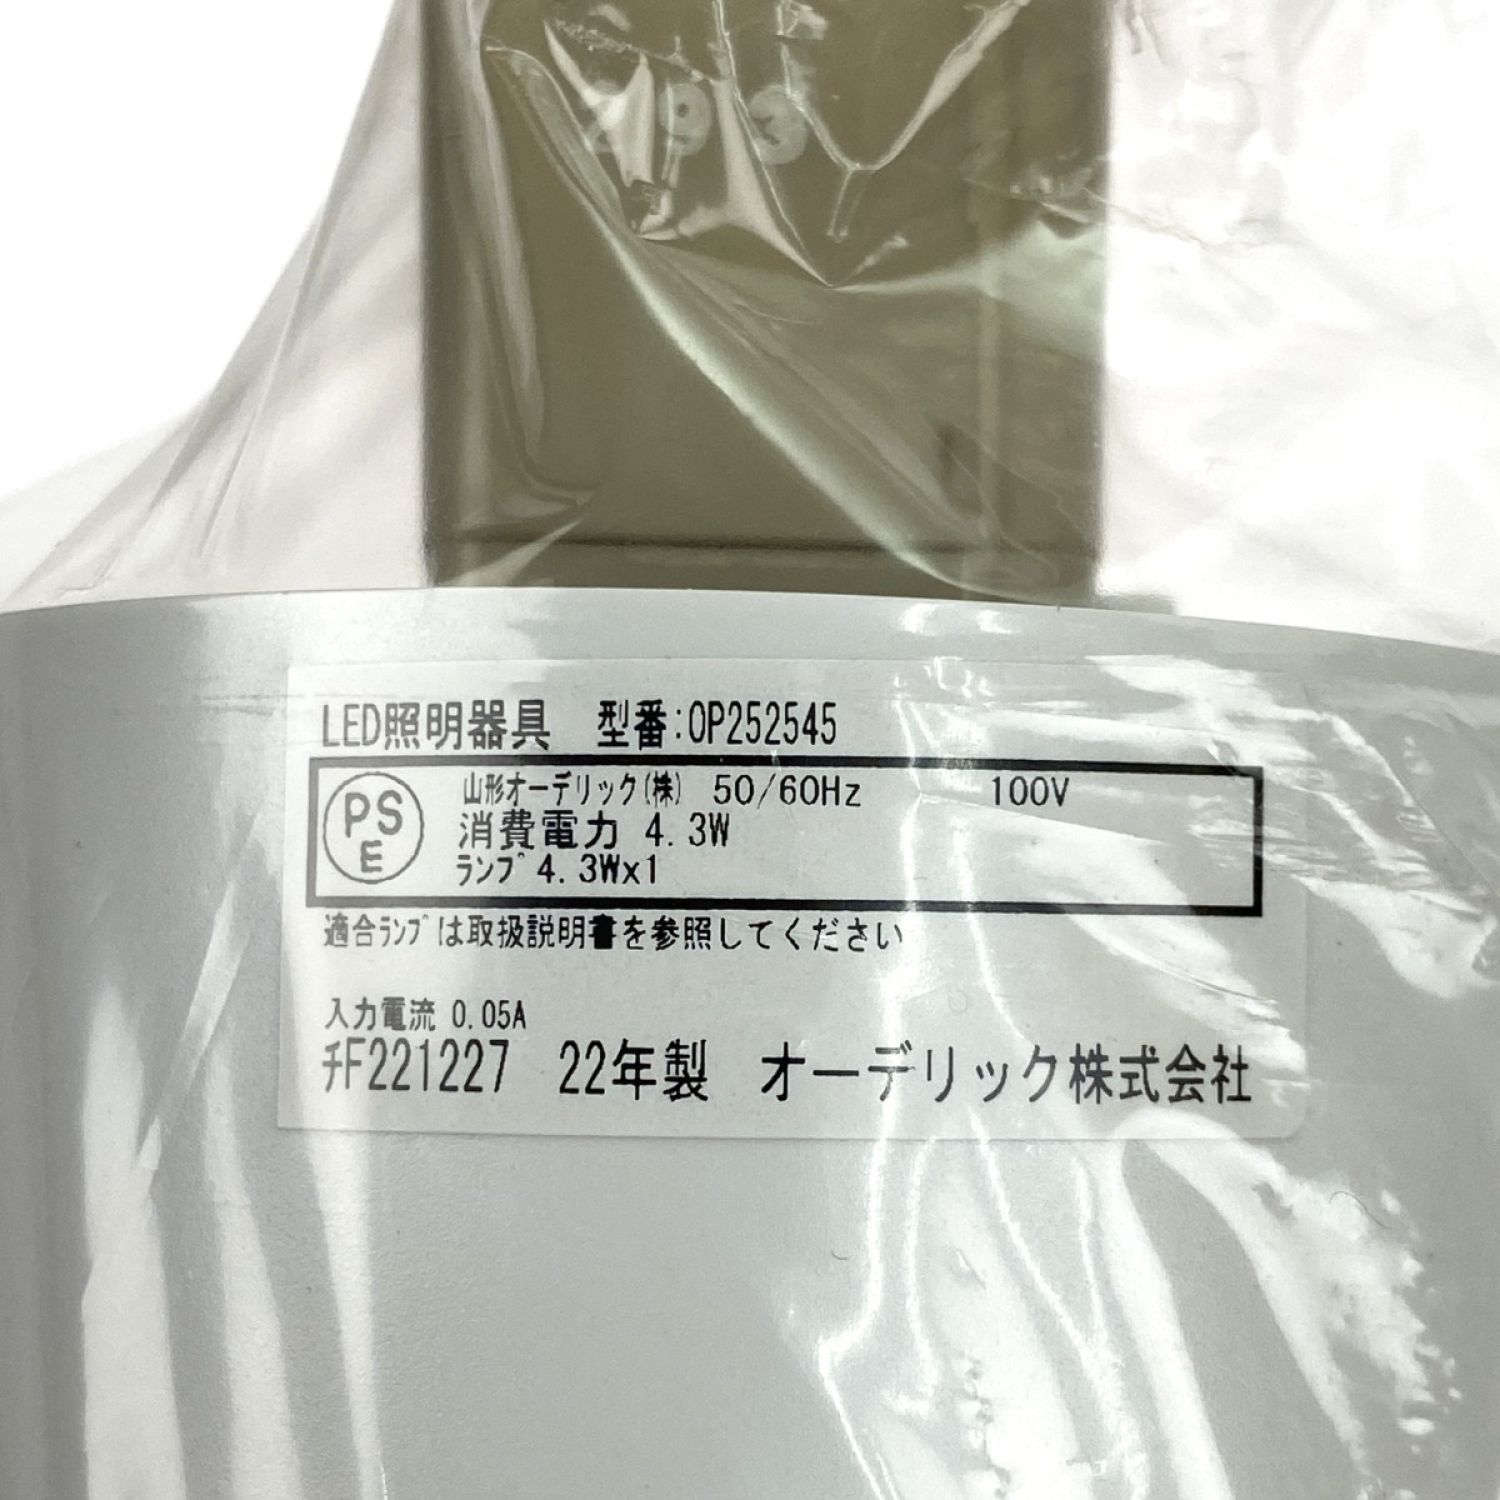 LED照明器具 型番:OP252545
PSE 山形オーデリック(株) 50/60Hz 100V
消費電力 4.3W
ﾗﾝﾌﾟ 4.3Wx1
適合ﾗﾝﾌﾟは取扱説明書を参照してください
入力電流 0.05A
ﾁF221227 22年製 オーデリック株式会社